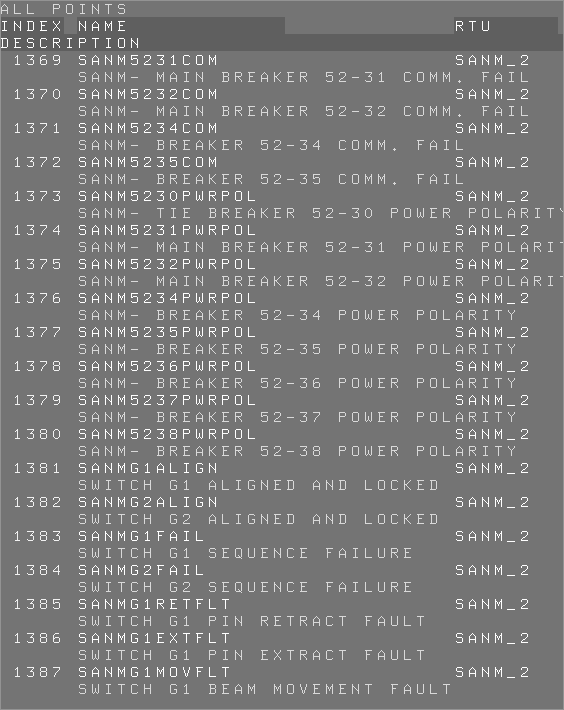 ALL POINTS
INDEX NAME RTU
DESCRIPTION
1369 SANM5231COM SANM_2
SANM- MAIN BREAKER 52-31 COMM. FAIL
1370 SANM5232COM SANM_2
SANM- MAIN BREAKER 52-32 COMM. FAIL
1371 SANM5234COM SANM_2
SANM- BREAKER 52-34 COMM. FAIL
1372 SANM5235COM SANM_2
SANM- BREAKER 52-35 COMM. FAIL
1373 SANM5230PWRPOL SANM_2
SANM- TIE BREAKER 52-30 POWER POLARITY
1374 SANM5231PWRPOL SANM_2
SANM- MAIN BREAKER 52-31 POWER POLARIT
1375 SANM5232PWRPOL SANM_2
SANM- MAIN BREAKER 52-32 POWER POLARIT
1376 SANM5234PWRPOL SANM_2
SANM- BREAKER 52-34 POWER POLARITY
1377 SANM5235PWRPOL SANM_2
SANM- BREAKER 52-35 POWER POLARITY
1378 SANM5236PWRPOL SANM_2
SANM- BREAKER 52-36 POWER POLARITY
1379 SANM5237PWRPOL SANM_2
SANM- BREAKER 52-37 POWER POLARITY
1380 SANM5238PWRPOL SANM_2
SANM- BREAKER 52-38 POWER POLARITY
1381 SANMG1ALIGN SANM_2
SWITCH G1 ALIGNED AND LOCKED
1382 SANMG2ALIGN SANM_2
SWITCH G2 ALIGNED AND LOCKED
1383 SANMG1FAIL SANM_2
SWITCH G1 SEQUENCE FAILURE
1384 SANMG2FAIL SANM_2
SWITCH G2 SEQUENCE FAILURE
1385 SANMG1RETFLT SANM_2
SWITCH G1 PIN RETRACT FAULT
1386 SANMG1EXTFLT SANM_2
SWITCH G1 PIN EXTRACT FAULT
1387 SANMG1MOVFLT SANM_2
SWITCH G1 BEAM MOVEMENT FAULT